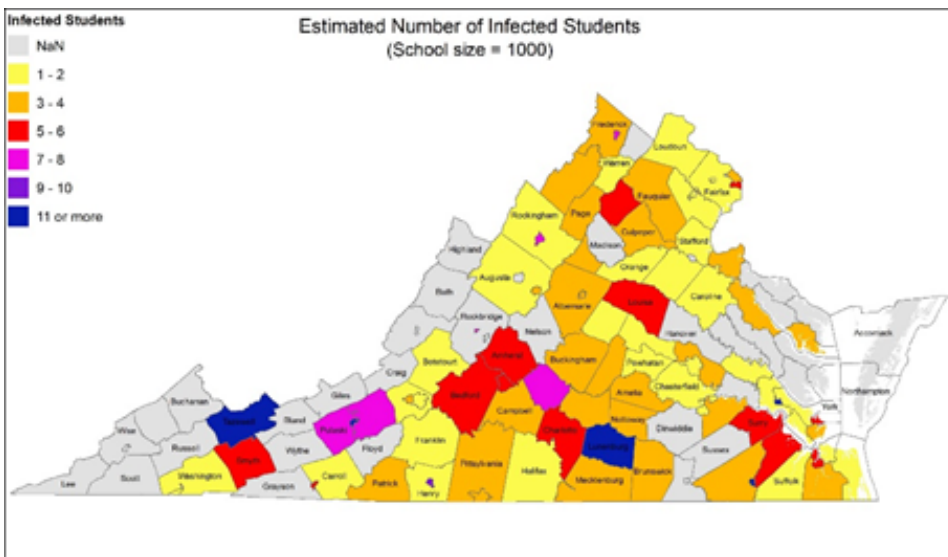 Infected Students
NaN
1 - 2
3 - 4
5 - 6
7 - 8
9 - 10
11 or more
Estimated Number of Infected Students
(School size = 1000)
Frederick
Loudoun
Warren
Fairfax
Fauquier
Page
Rockingham
Culpeper
Madison
Stafford
Highland
Orange
Augusta
Caroline
Bath
Albemarle
Louisa
Rockbridge
Nelson
Hanover
Accomack
Amherst
Buckingham
Powhatan
Botetourt
Craig
Chesterfield
Northampton
Amelia
Bedford
Giles
Campbell
Nottoway
York
Buchanan
Tazewell
Bland
Pulaski
Charlotte
Lunenburg
Dinwiddie
Surry
Wise
Russell
Wythe
Floyd
Franklin
Sussex
Smyth
Pittsylvania
Halifax
Brunswick
Lee
Scott
Washington
Grayson
Carroll
Patrick
Henry
Mecklenburg
Suffolk